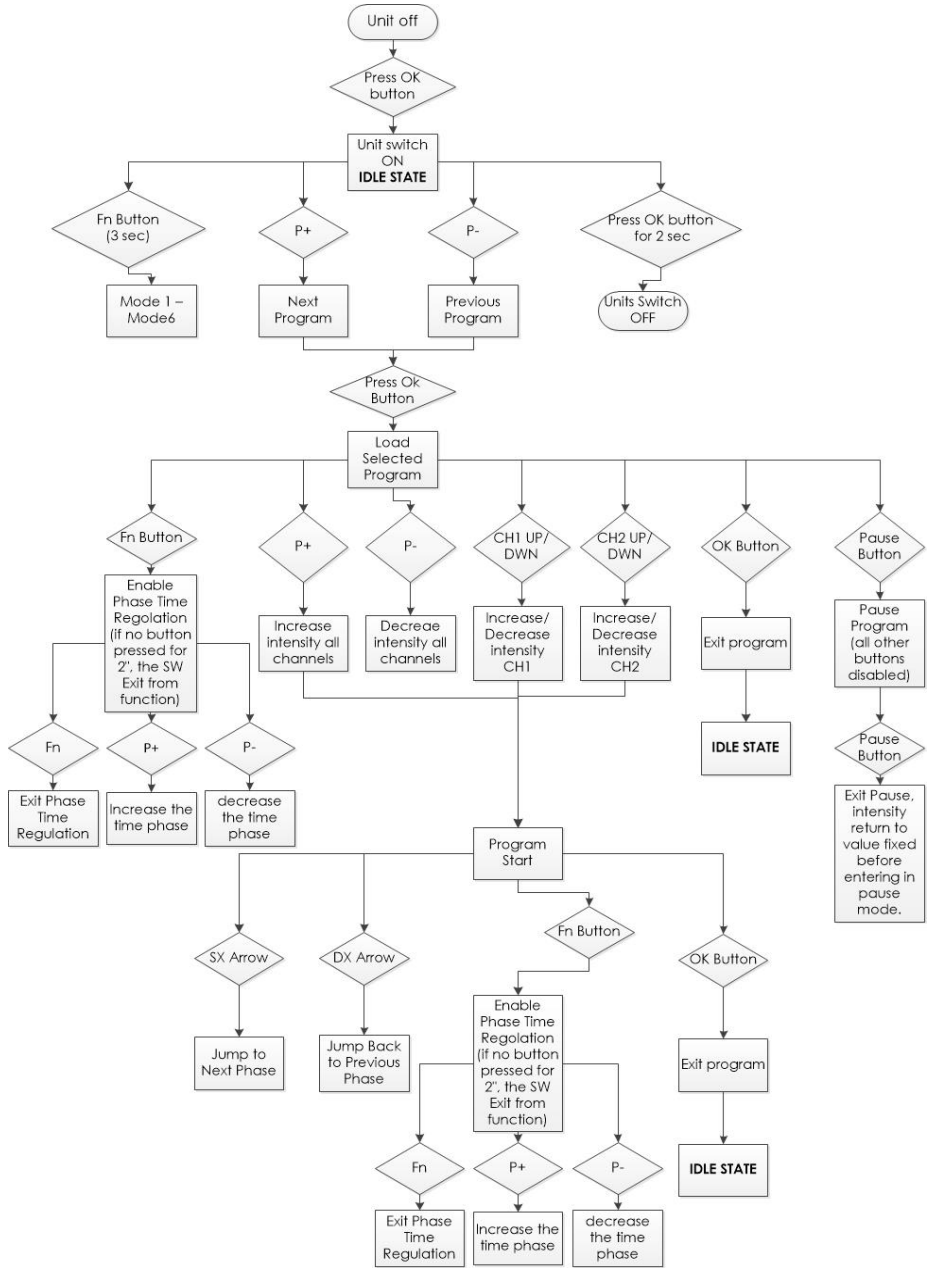 Unit off
Press OK
button
Unit switch
ON
IDLE STATE
Fn Button
(3 sec)
P+
P-
Press OK button
for 2 sec
Mode 1 –
Mode6
Next
Program
Previous
Program
Units Switch
OFF
Press Ok
Button
Load
Selected
Program
Fn Button
P+
P-
CH1 UP/
DWN
CH2 UP/
DWN
OK Button
Pause
Button
Enable
Phase Time
Regolation
(if no button
pressed for
2", the SW
Exit from
function)
Increase
intensity all
channels
Decreae
intensity all
channels
Increase/
Decrease
intensity
CH1
Increase/
Decrease
intensity
CH2
Exit program
Pause
Program
(all other
buttons
disabled)
Fn
P+
P-
IDLE STATE
Pause
Button
Exit Phase
Time
Regulation
Increase the
time phase
decrease
the time
phase
Exit Pause,
intensity
return to
value fixed
before
entering in
pause
mode.
Program
Start
SX Arrow
DX Arrow
Fn Button
OK Button
Jump to
Next Phase
Jump Back
to Previous
Phase
Enable
Phase Time
Regolation
(if no button
pressed for
2", the SW
Exit from
function)
Exit program
Fn
P+
P-
IDLE STATE
Exit Phase
Time
Regulation
Increase the
time phase
decrease
the time
phase